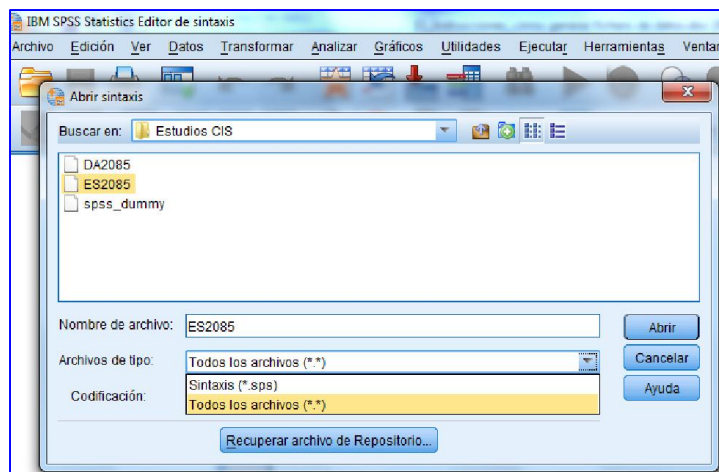 IBM SPSS Statistics Editor de sintaxis
Archivo Edición Ver Datos Transformar Analizar Gráficos Utilidades Ejecutar Herramientas Ventan
Abrir sintaxis
Buscar en: Estudios CIS
DA2085
ES2085
spss_dummy
Nombre de archivo: ES2085
Abrir
Archivos de tipo: Todos los archivos (*.*)
Cancelar
Sintaxis (*.sps)
Codificación:
Todos los archivos (*.*)
Ayuda
Recuperar archivo de Repositorio...